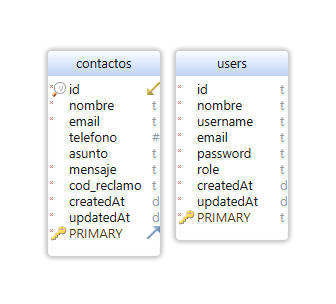 contactos
id
nombre t
email t
telefono #
asunto t
mensaje t
cod_reclamo t
createdAt d
updatedAt d
PRIMARY
users
id t
nombre t
username t
email t
password t
role t
createdAt d
updatedAt d
PRIMARY t